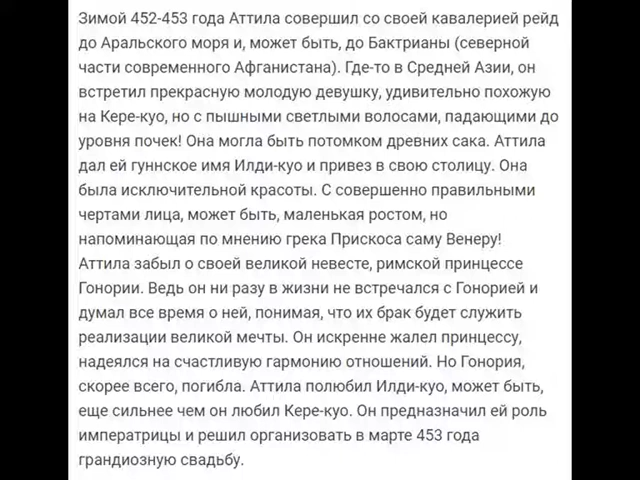 Зимой 452-453 года Аттила совершил со своей кавалерией рейд
до Аральского моря и, может быть, до Бактрианы (северной
части современного Афганистана). Где-то в Средней Азии, он
встретил прекрасную молодую девушку, удивительно похожую
на Кере-куо, но с пышными светлыми волосами, падающими до
уровня почек! Она могла быть потомком древних сака. Аттила
дал ей гуннское имя Илди-куо и привез в свою столицу. Она
была исключительной красоты. С совершенно правильными
чертами лица, может быть, маленькая ростом, но
напоминающая по мнению грека Прискоса саму Венеру!
Аттила забыл о своей великой невесте, римской принцессе
Гонории. Ведь он ни разу в жизни не встречался с Гонорией и
думал все время о ней, понимая, что их брак будет служить
реализации великой мечты. Он искренне жалел принцессу,
надеялся на счастливую гармонию отношений. Но Гонория,
скорее всего, погибла. Аттила полюбил Илди-куо, может быть,
еще сильнее чем он любил Кере-куо. Он предназначил ей роль
императрицы и решил организовать в марте 453 года
грандиозную свадьбу.